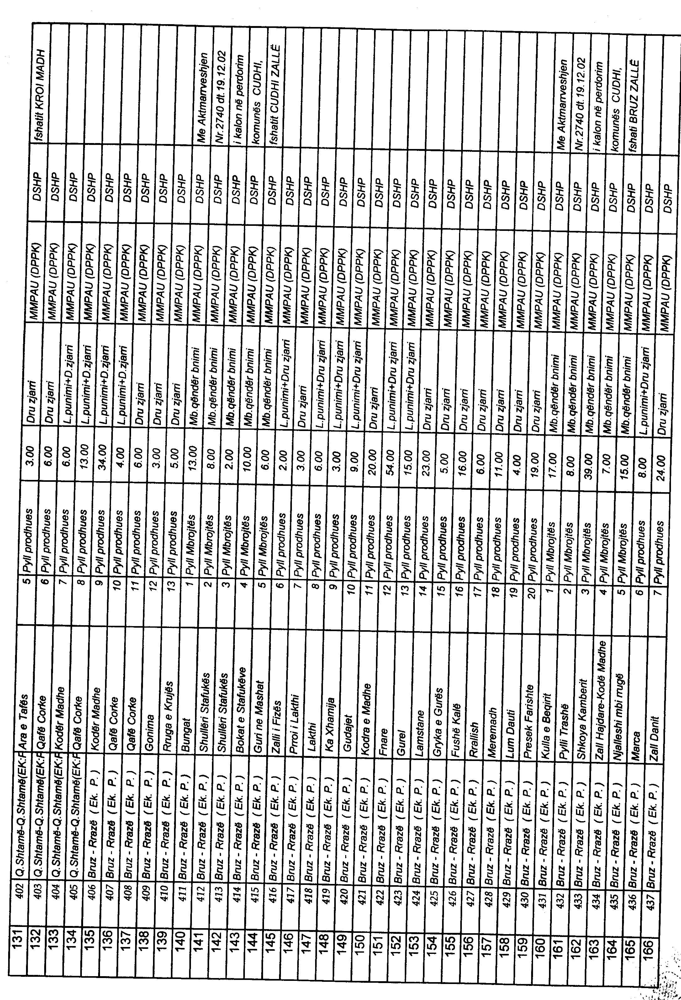 131 402 Q.Shtamë-Q.Shtamë(EK:F Ara e Tafës 5 Pyll prodhues 3.00 Dru zjarri MMPAU (DPPK) DSHP fshatit KROI MADH
132 403 Q.Shtamë-Q.Shtamë(EK:F Qafë Corke 6 Pyll prodhues 6.00 Dru zjarri MMPAU (DPPK) DSHP
133 404 Q.Shtamë-Q.Shtamë(EK:F Kodër Madhe 7 Pyll prodhues 6.00 L.punimi+D.zjarri MMPAU (DPPK) DSHP
134 405 Q.Shtamë-Q.Shtamë(EK:F Qafë Corke 8 Pyll prodhues 13.00 L.punimi+D.zjarri MMPAU (DPPK) DSHP
135 406 Bruz - Rrazë ( Ek. P. ) Kodër Madhe 9 Pyll prodhues 34.00 L.punimi+D.zjarri MMPAU (DPPK) DSHP
136 407 Bruz - Rrazë ( Ek. P. ) Qafë Corke 10 Pyll prodhues 4.00 L.punimi+D.zjarri MMPAU (DPPK) DSHP
137 408 Bruz - Rrazë ( Ek. P. ) Qafë Corke 11 Pyll prodhues 6.00 Dru zjarri MMPAU (DPPK) DSHP
138 409 Bruz - Rrazë ( Ek. P. ) Gonima 12 Pyll prodhues 3.00 Dru zjarri MMPAU (DPPK) DSHP
139 410 Bruz - Rrazë ( Ek. P. ) Rruga e Krujës 13 Pyll prodhues 5.00 Dru zjarri MMPAU (DPPK) DSHP
140 411 Bruz - Rrazë ( Ek. P. ) Bungat 1 Pyll Mbrojtës 13.00 Mb.qëndër bnimi MMPAU (DPPK) DSHP Me Aktmarrveshjen
141 412 Bruz - Rrazë ( Ek. P. ) Shullëri Stafukës 2 Pyll Mbrojtës 8.00 Mb.qëndër bnimi MMPAU (DPPK) DSHP Nr.2740 dt.19.12.02
142 413 Bruz - Rrazë ( Ek. P. ) Shullëri Stafukës 3 Pyll Mbrojtës 2.00 Mb.qëndër bnimi MMPAU (DPPK) DSHP i kalon në perdorim
143 414 Bruz - Rrazë ( Ek. P. ) Bokat e Stafukëve 4 Pyll Mbrojtës 10.00 Mb.qëndër bnimi MMPAU (DPPK) DSHP komunës CUDHI,
144 415 Bruz - Rrazë ( Ek. P. ) Guri ne Mashat 5 Pyll Mbrojtës 6.00 Mb.qëndër bnimi MMPAU (DPPK) DSHP fshatit CUDHI ZALLË
145 416 Bruz - Rrazë ( Ek. P. ) Zalli i Fizës 6 Pyll prodhues 2.00 L.punimi+Dru zjarri MMPAU (DPPK) DSHP
146 417 Bruz - Rrazë ( Ek. P. ) Prroi i Lakthi 7 Pyll prodhues 3.00 Dru zjarri MMPAU (DPPK) DSHP
147 418 Bruz - Rrazë ( Ek. P. ) Lakthi 8 Pyll prodhues 6.00 L.punimi+Dru zjarri MMPAU (DPPK) DSHP
148 419 Bruz - Rrazë ( Ek. P. ) Ka Xhamija 9 Pyll prodhues 3.00 L.punimi+Dru zjarri MMPAU (DPPK) DSHP
149 420 Bruz - Rrazë ( Ek. P. ) Gudajet 10 Pyll prodhues 9.00 L.punimi+Dru zjarri MMPAU (DPPK) DSHP
150 421 Bruz - Rrazë ( Ek. P. ) Kodra e Madhe 11 Pyll prodhues 20.00 Dru zjarri MMPAU (DPPK) DSHP
151 422 Bruz - Rrazë ( Ek. P. ) Fnare 12 Pyll prodhues 54.00 L.punimi+Dru zjarri MMPAU (DPPK) DSHP
152 423 Bruz - Rrazë ( Ek. P. ) Gurel 13 Pyll prodhues 15.00 L.punimi+Dru zjarri MMPAU (DPPK) DSHP
153 424 Bruz - Rrazë ( Ek. P. ) Lamstane 14 Pyll prodhues 23.00 Dru zjarri MMPAU (DPPK) DSHP
154 425 Bruz - Rrazë ( Ek. P. ) Gryka e Gurës 15 Pyll prodhues 5.00 Dru zjarri MMPAU (DPPK) DSHP
155 426 Bruz - Rrazë ( Ek. P. ) Fushë Kalë 16 Pyll prodhues 16.00 Dru zjarri MMPAU (DPPK) DSHP
156 427 Bruz - Rrazë ( Ek. P. ) Rrallish 17 Pyll prodhues 6.00 Dru zjarri MMPAU (DPPK) DSHP
157 428 Bruz - Rrazë ( Ek. P. ) Meremadh 18 Pyll prodhues 11.00 Dru zjarri MMPAU (DPPK) DSHP
158 429 Bruz - Rrazë ( Ek. P. ) Lum Dauti 19 Pyll prodhues 4.00 Dru zjarri MMPAU (DPPK) DSHP
159 430 Bruz - Rrazë ( Ek. P. ) Presek Farishte 20 Pyll prodhues 19.00 Dru zjarri MMPAU (DPPK) DSHP
160 431 Bruz - Rrazë ( Ek. P. ) Kulla e Beqirit 1 Pyll Mbrojtës 17.00 Mb.qëndër bnimi MMPAU (DPPK) DSHP Me Aktmarrveshjen
161 432 Bruz - Rrazë ( Ek. P. ) Pylli Trashë 2 Pyll Mbrojtës 8.00 Mb.qëndër bnimi MMPAU (DPPK) DSHP Nr.2740 dt.19.12.02
162 433 Bruz - Rrazë ( Ek. P. ) Shkoya Kamberit 3 Pyll Mbrojtës 39.00 Mb.qëndër bnimi MMPAU (DPPK) DSHP i kalon në perdorim
163 434 Bruz - Rrazë ( Ek. P. ) Zall Hajdare-Kodë Madhe 4 Pyll Mbrojtës 7.00 Mb.qëndër bnimi MMPAU (DPPK) DSHP komunës CUDHI,
164 435 Bruz - Rrazë ( Ek. P. ) Njalleshi mbi rrugë 5 Pyll Mbrojtës 15.00 Mb.qëndër bnimi MMPAU (DPPK) DSHP fshati BRUZ ZALLË
165 436 Bruz - Rrazë ( Ek. P. ) Marca 6 Pyll prodhues 8.00 L.punimi+Dru zjarri MMPAU (DPPK) DSHP
166 437 Bruz - Rrazë ( Ek. P. ) Zall Danit 7 Pyll prodhues 24.00 Dru zjarri MMPAU (DPPK) DSHP